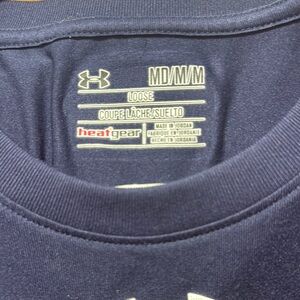 MD/M/M
LOOSE
COUPE LÂCHE/SUELTO
heatgear
MADE IN JORDAN
FABRIQUÉ EN JORDANIE
HECHO EN JORDANIA